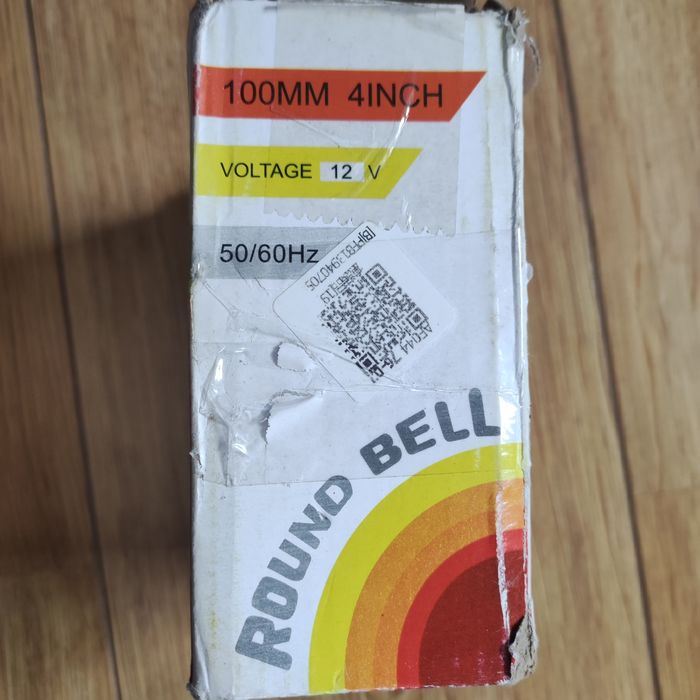 100MM 4INCH
VOLTAGE 12 V
50/60Hz
ROUND BELL